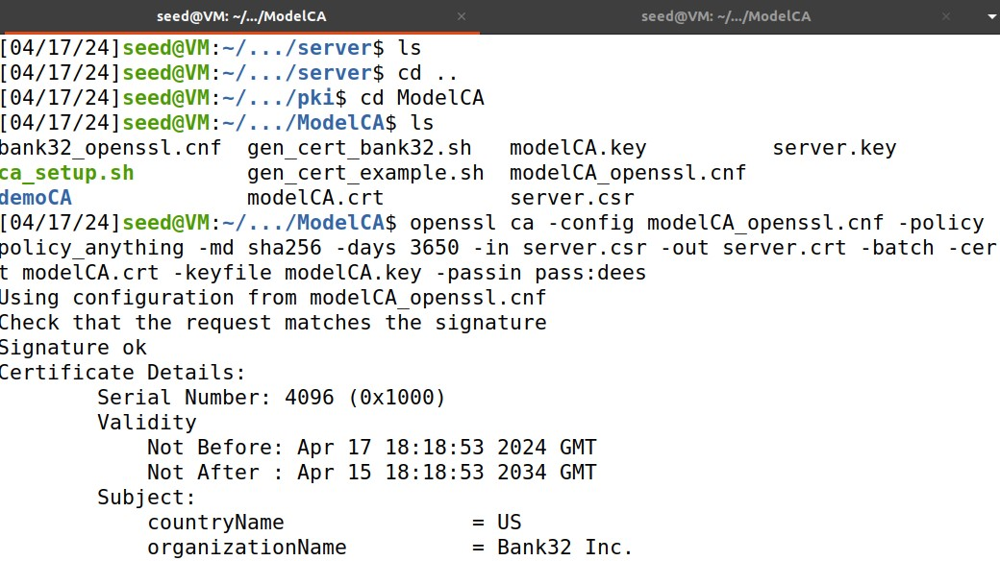 seed@VM: ~/.../ModelCA × seed@VM: ~/.../ModelCA ×
[04/17/24]seed@VM:~/.../server$ ls
[04/17/24]seed@VM:~/.../server$ cd ..
[04/17/24]seed@VM:~/.../pki$ cd ModelCA
[04/17/24]seed@VM:~/.../ModelCA$ ls
bank32_openssl.cnf  gen_cert_bank32.sh   modelCA.key          server.key
ca_setup.sh         gen_cert_example.sh  modelCA_openssl.cnf
demoCA              modelCA.crt          server.csr
[04/17/24]seed@VM:~/.../ModelCA$ openssl ca -config modelCA_openssl.cnf -policy
policy_anything -md sha256 -days 3650 -in server.csr -out server.crt -batch -cer
t modelCA.crt -keyfile modelCA.key -passin pass:dees
Using configuration from modelCA_openssl.cnf
Check that the request matches the signature
Signature ok
Certificate Details:
        Serial Number: 4096 (0x1000)
        Validity
            Not Before: Apr 17 18:18:53 2024 GMT
            Not After : Apr 15 18:18:53 2034 GMT
        Subject:
            countryName               = US
            organizationName          = Bank32 Inc.